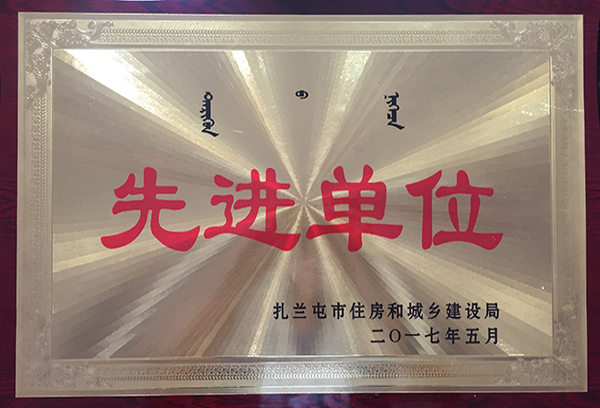 先进单位
扎兰屯市住房和城乡建设局
二〇一七年五月